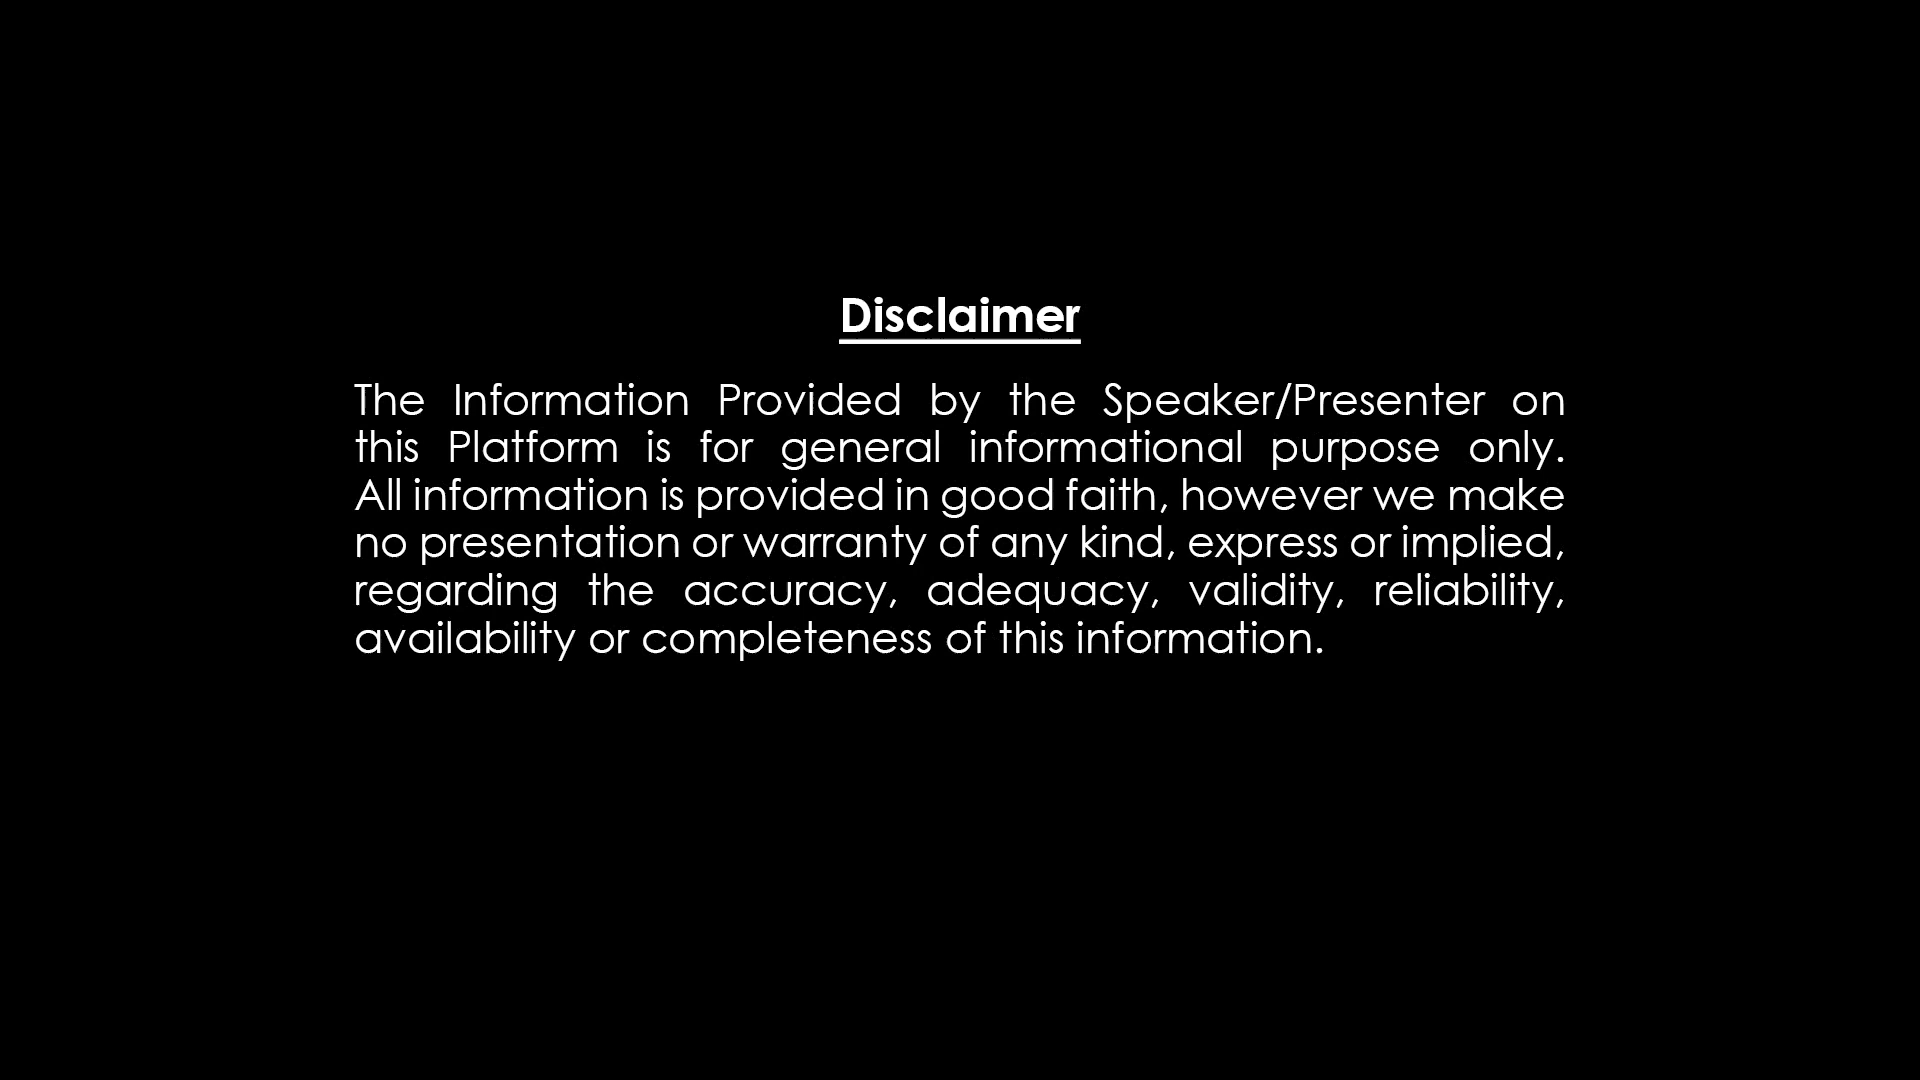 Disclaimer
The Information Provided by the Speaker/Presenter on
this Platform is for general informational purpose only.
All information is provided in good faith, however we make
no presentation or warranty of any kind, express or implied,
regarding the accuracy, adequacy, validity, reliability,
availability or completeness of this information.